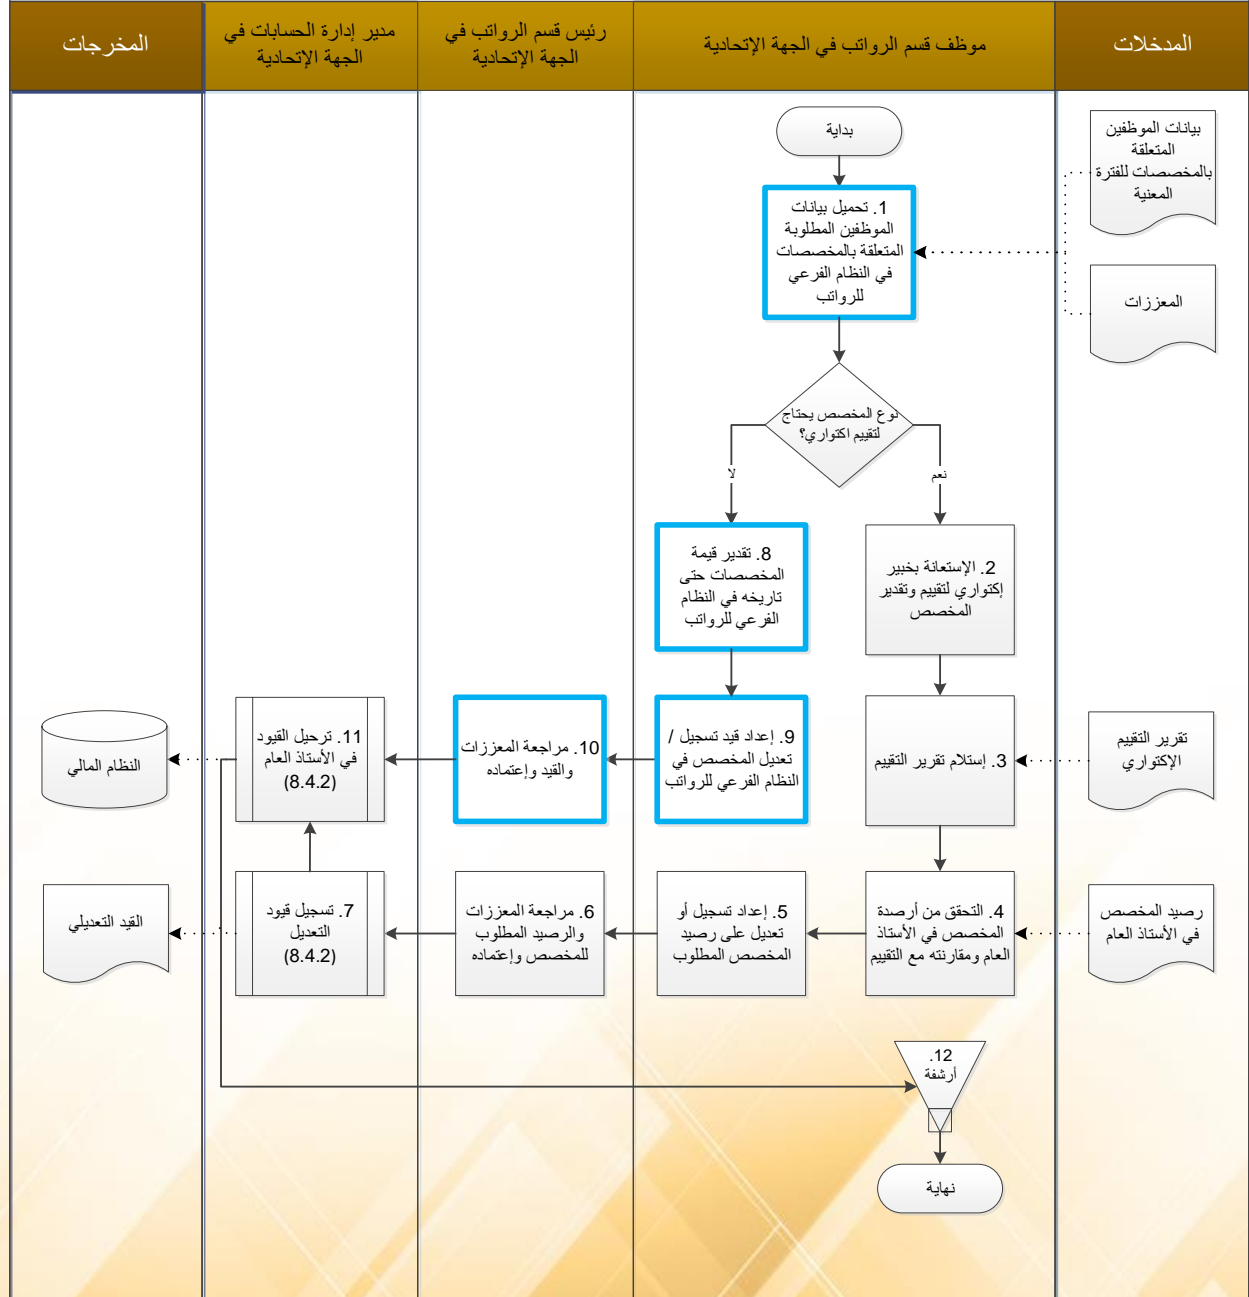 المدخلات
موظف قسم الرواتب في الجهة الإتحادية
رئيس قسم الرواتب في
الجهة الإتحادية
مدير إدارة الحسابات في
الجهة الإتحادية
المخرجات
بداية
بيانات الموظفين
المتعلقة
بالمخصصات للفترة
المعنية
1. تحميل بيانات
الموظفين المطلوبة
المتعلقة بالمخصصات
في النظام الفرعي
للرواتب
المعززات
نوع المخصص يحتاج
لتقييم اكتواري؟
نعم
لا
2. الإستعانة بخبير
إكتواري لتقييم وتقدير
المخصص
8. تقدير قيمة
المخصصات حتى
تاريخه في النظام
الفرعي للرواتب
تقرير التقييم
الإكتواري
3. إستلام تقرير التقييم
9. إعداد قيد تسجيل /
تعديل المخصص في
النظام الفرعي للرواتب
10. مراجعة المعززات
والقيد وإعتماده
11. ترحيل القيود
في الأستاذ العام
(8.4.2)
النظام المالي
رصيد المخصص
في الأستاذ العام
4. التحقق من أرصدة
المخصص في الأستاذ
العام ومقارنته مع التقييم
5. إعداد تسجيل أو
تعديل على رصيد
المخصص المطلوب
6. مراجعة المعززات
والرصيد المطلوب
للمخصص وإعتماده
7. تسجيل قيود
التعديل
(8.4.2)
القيد التعديلي
12.
أرشفة
نهاية